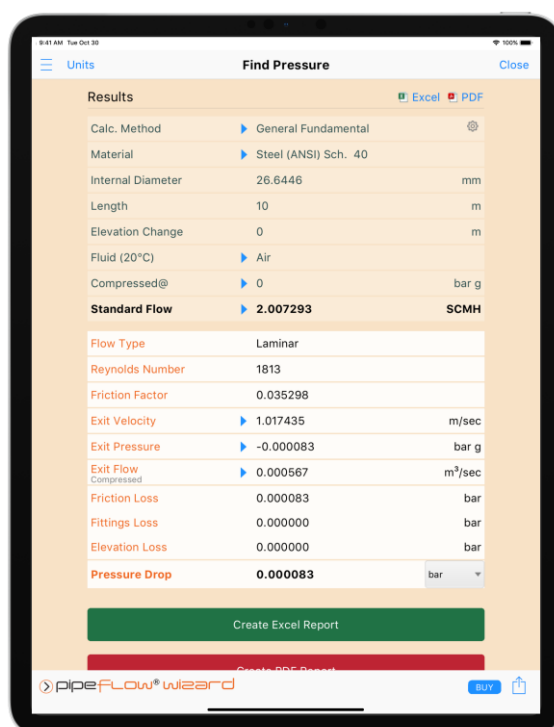 9:41 AM Tue Oct 30 100%
Units Find Pressure Close
Results Excel PDF
Calc. Method General Fundamental
Material Steel (ANSI) Sch. 40
Internal Diameter 26.6446 mm
Length 10 m
Elevation Change 0 m
Fluid (20°C) Air
Compressed@ 0 bar g
Standard Flow 2.007293 SCMH
Flow Type Laminar
Reynolds Number 1813
Friction Factor 0.035298
Exit Velocity 1.017435 m/sec
Exit Pressure -0.000083 bar g
Exit Flow 0.000567 m³/sec
Compressed
Friction Loss 0.000083 bar
Fittings Loss 0.000000 bar
Elevation Loss 0.000000 bar
Pressure Drop 0.000083 bar
Create Excel Report
Create PDF Report
pipeFLOW® wizard BUY